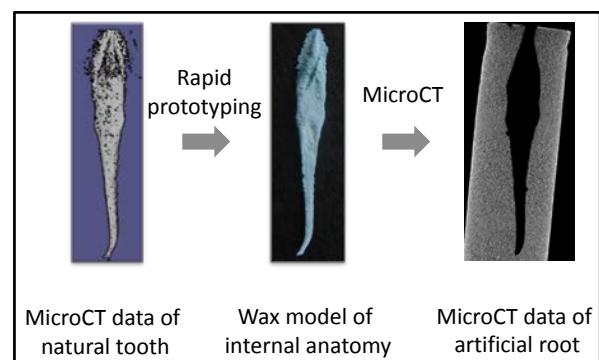 Rapid
prototyping
MicroCT
MicroCT data of
natural tooth
Wax model of
internal anatomy
MicroCT data of
artificial root